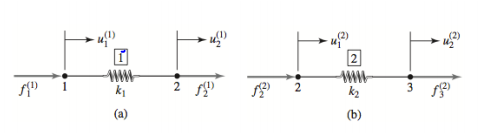 u₁⁽¹⁾ u₂⁽¹⁾ u₁⁽²⁾ u₂⁽²⁾
1 2
f₁⁽¹⁾ 1 k₁ 2 f₂⁽¹⁾ f₂⁽²⁾ 2 k₂ 3 f₃⁽²⁾
(a) (b)